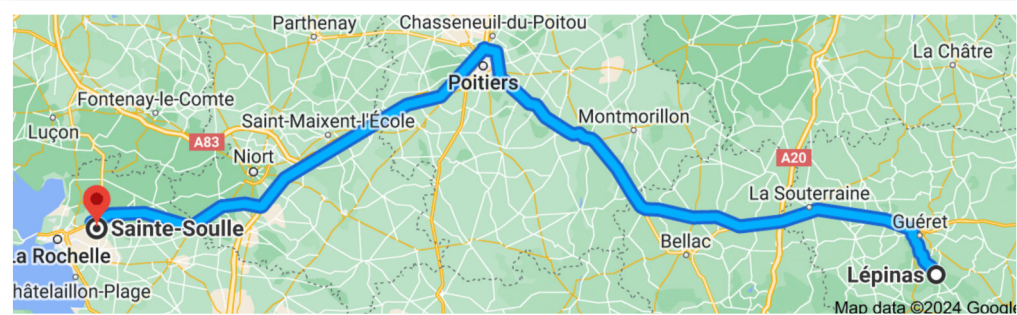 Parthenay
Chasseneuil-du-Poitou
La Châtre
Poitiers
Fontenay-le-Comte
Saint-Maixent-l'École
Montmorillon
Luçon
A83
Niort
A20
La Souterraine
Sainte-Soulle
Guéret
La Rochelle
Bellac
Lépinas
hâtelaillon-Plage
Map data ©2024 Google